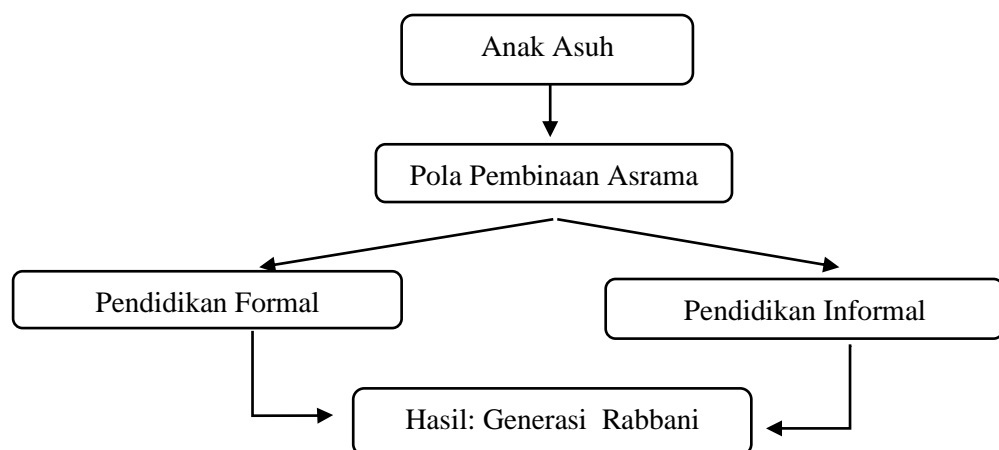 Anak Asuh
Pola Pembinaan Asrama
Pendidikan Formal
Pendidikan Informal
Hasil: Generasi  Rabbani